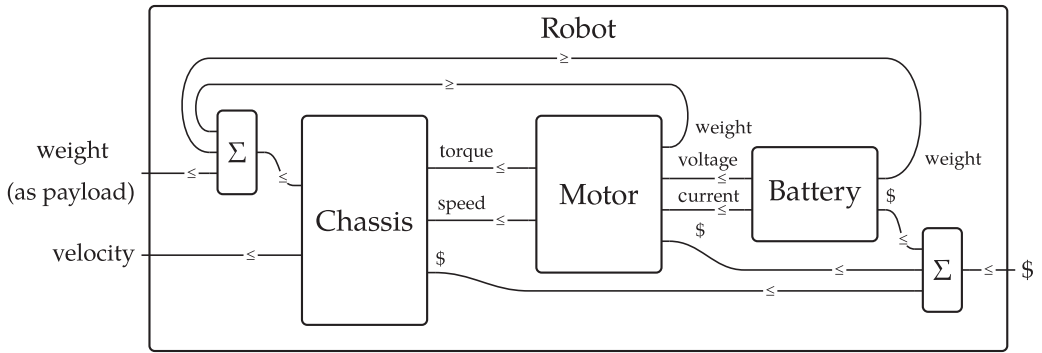 Robot
≥
≥
weight
(as payload)
≤
Σ
≤
velocity
≤
Chassis
torque
≤
speed
≤
$
≤
Motor
weight
voltage
≤
current
≤
$
≤
Battery
weight
$
≤
Σ
≤
$